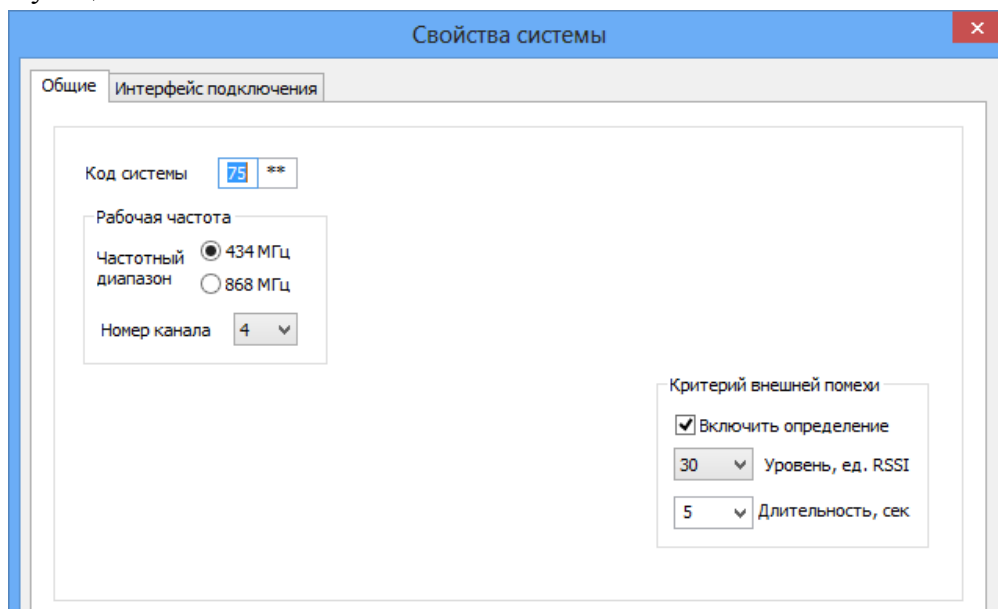 Свойства системы
Общие
Интерфейс подключения
Код системы 75 **
Рабочая частота
Частотный диапазон
434 МГц
868 МГц
Номер канала 4
Критерий внешней помехи
Включить определение
30 Уровень, ед. RSSI
5 Длительность, сек